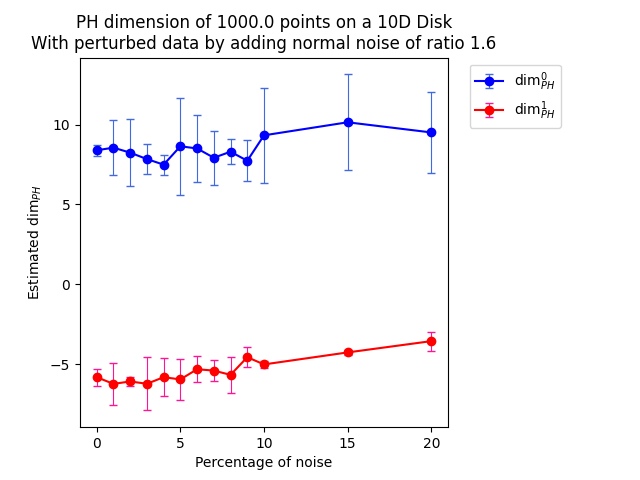 PH dimension of 1000.0 points on a 10D Disk
With perturbed data by adding normal noise of ratio 1.6
dim⁰PH
dim¹PH
Estimated dimPH
10
5
0
−5
0 5 10 15 20
Percentage of noise